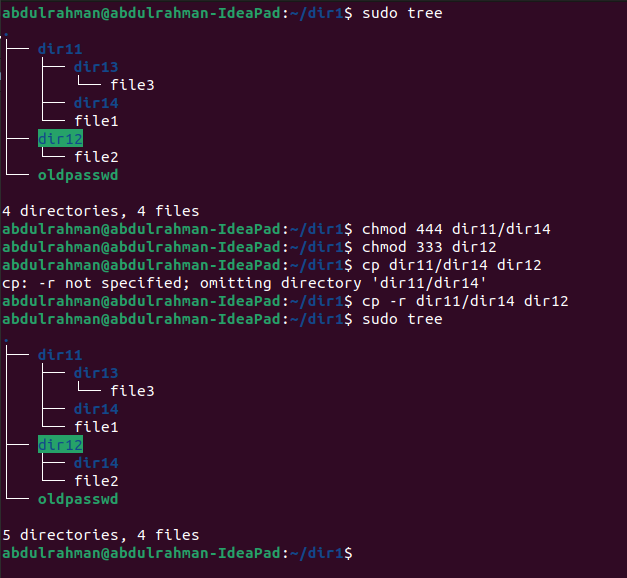 abdulrahman@abdulrahman-IdeaPad:~/dir1$ sudo tree
.
├── dir11
│   ├── dir13
│   │   └── file3
│   ├── dir14
│   └── file1
├── dir12
│   └── file2
└── oldpasswd

4 directories, 4 files
abdulrahman@abdulrahman-IdeaPad:~/dir1$ chmod 444 dir11/dir14
abdulrahman@abdulrahman-IdeaPad:~/dir1$ chmod 333 dir12
abdulrahman@abdulrahman-IdeaPad:~/dir1$ cp dir11/dir14 dir12
cp: -r not specified; omitting directory 'dir11/dir14'
abdulrahman@abdulrahman-IdeaPad:~/dir1$ cp -r dir11/dir14 dir12
abdulrahman@abdulrahman-IdeaPad:~/dir1$ sudo tree
.
├── dir11
│   ├── dir13
│   │   └── file3
│   ├── dir14
│   └── file1
├── dir12
│   ├── dir14
│   └── file2
└── oldpasswd

5 directories, 4 files
abdulrahman@abdulrahman-IdeaPad:~/dir1$